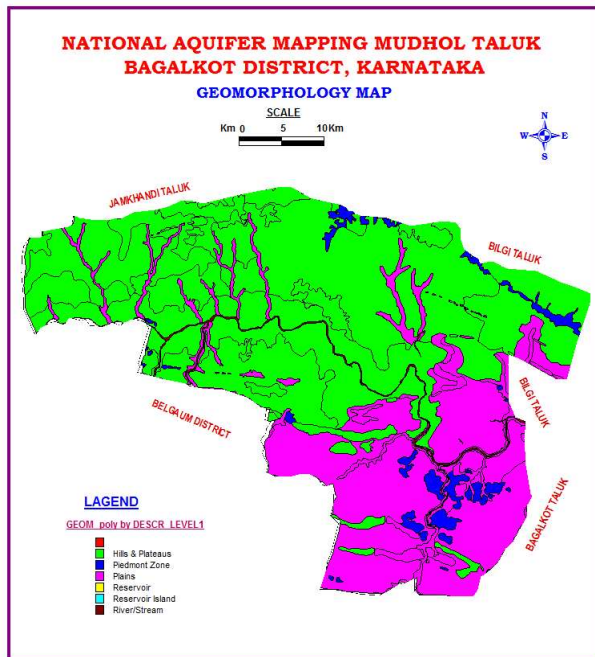 NATIONAL AQUIFER MAPPING MUDHOL TALUK
BAGALKOT DISTRICT, KARNATAKA
GEOMORPHOLOGY MAP
SCALE
Km 0 5 10Km
N
W E
S
JAMKHANDI TALUK
BILGI TALUK
BILGI TALUK
BELGAUM DISTRICT
BAGALKOT TALUK
LAGEND
GEOM_poly by DESCR_LEVEL1
Hills & Plateaus
Piedmont Zone
Plains
Reservoir
Reservoir Island
River/Stream